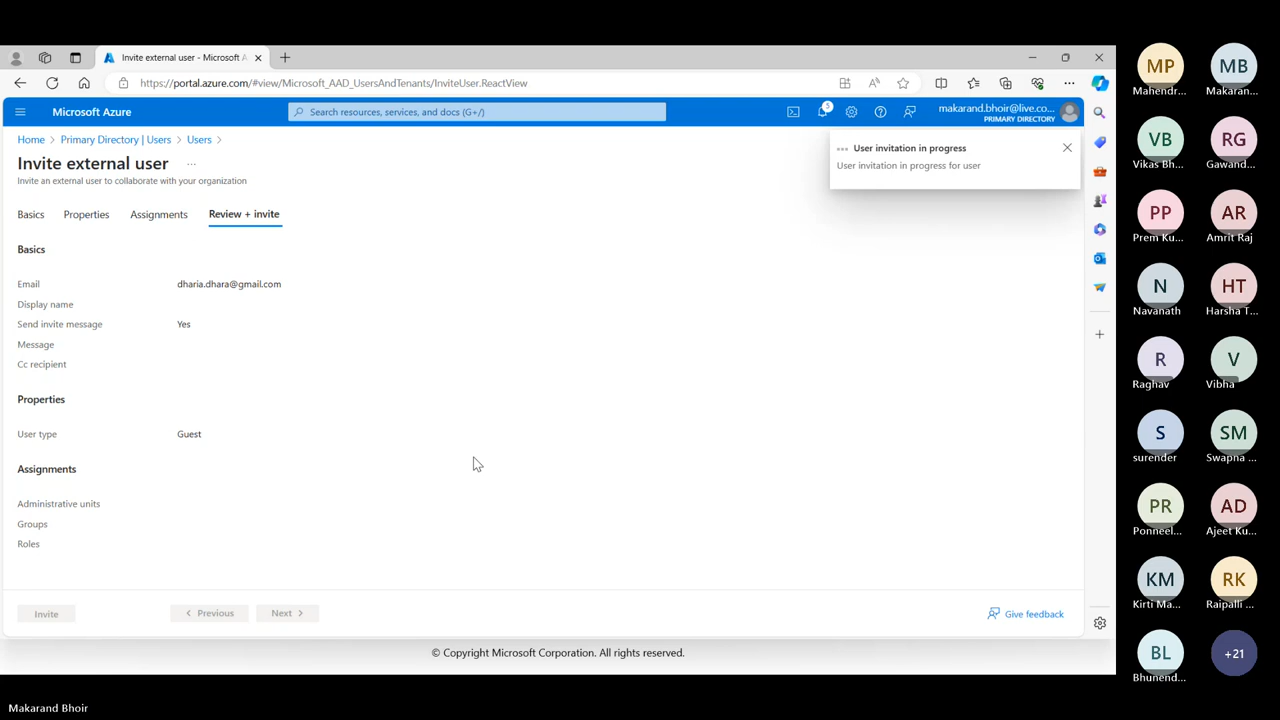 Invite external user - Microsoft A
https://portal.azure.com/#view/Microsoft_AAD_UsersAndTenants/InviteUser.ReactView
Microsoft Azure
Search resources, services, and docs (G+/)
5
makarand.bhoir@live.co...
PRIMARY DIRECTORY
Home > Primary Directory | Users > Users >
Invite external user ...
Invite an external user to collaborate with your organization
User invitation in progress
User invitation in progress for user
Basics Properties Assignments Review + invite
Basics
Email dharia.dhara@gmail.com
Display name
Send invite message Yes
Message
Cc recipient
Properties
User type Guest
Assignments
Administrative units
Groups
Roles
Invite < Previous Next > Give feedback
© Copyright Microsoft Corporation. All rights reserved.
Makarand Bhoir
MP MB
Mahendr... Makaran...
VB RG
Vikas Bh... Gawand...
PP AR
Prem Ku... Amrit Raj
N HT
Navanath Harsha T...
R V
Raghav Vibha
S SM
surender Swapna ...
PR AD
Ponneel... Ajeet Ku...
KM RK
Kirti Ma... Raipalli ...
BL +21
Bhunend...